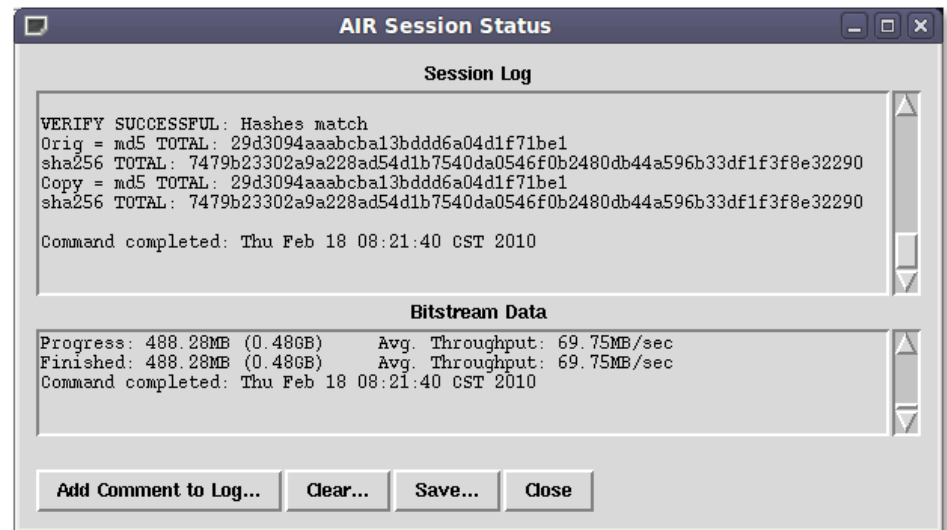 AIR Session Status
Session Log
VERIFY SUCCESSFUL: Hashes match
Orig = md5 TOTAL: 29d3094aaabcba13bddd6a04d1f71be1
sha256 TOTAL: 7479b23302a9a228ad54d1b7540da0546f0b2480db44a596b33df1f3f8e32290
Copy = md5 TOTAL: 29d3094aaabcba13bddd6a04d1f71be1
sha256 TOTAL: 7479b23302a9a228ad54d1b7540da0546f0b2480db44a596b33df1f3f8e32290
Command completed: Thu Feb 18 08:21:40 CST 2010
Bitstream Data
Progress: 488.28MB (0.48GB) Avg. Throughput: 69.75MB/sec
Finished: 488.28MB (0.48GB) Avg. Throughput: 69.75MB/sec
Command completed: Thu Feb 18 08:21:40 CST 2010
Add Comment to Log... Clear... Save... Close